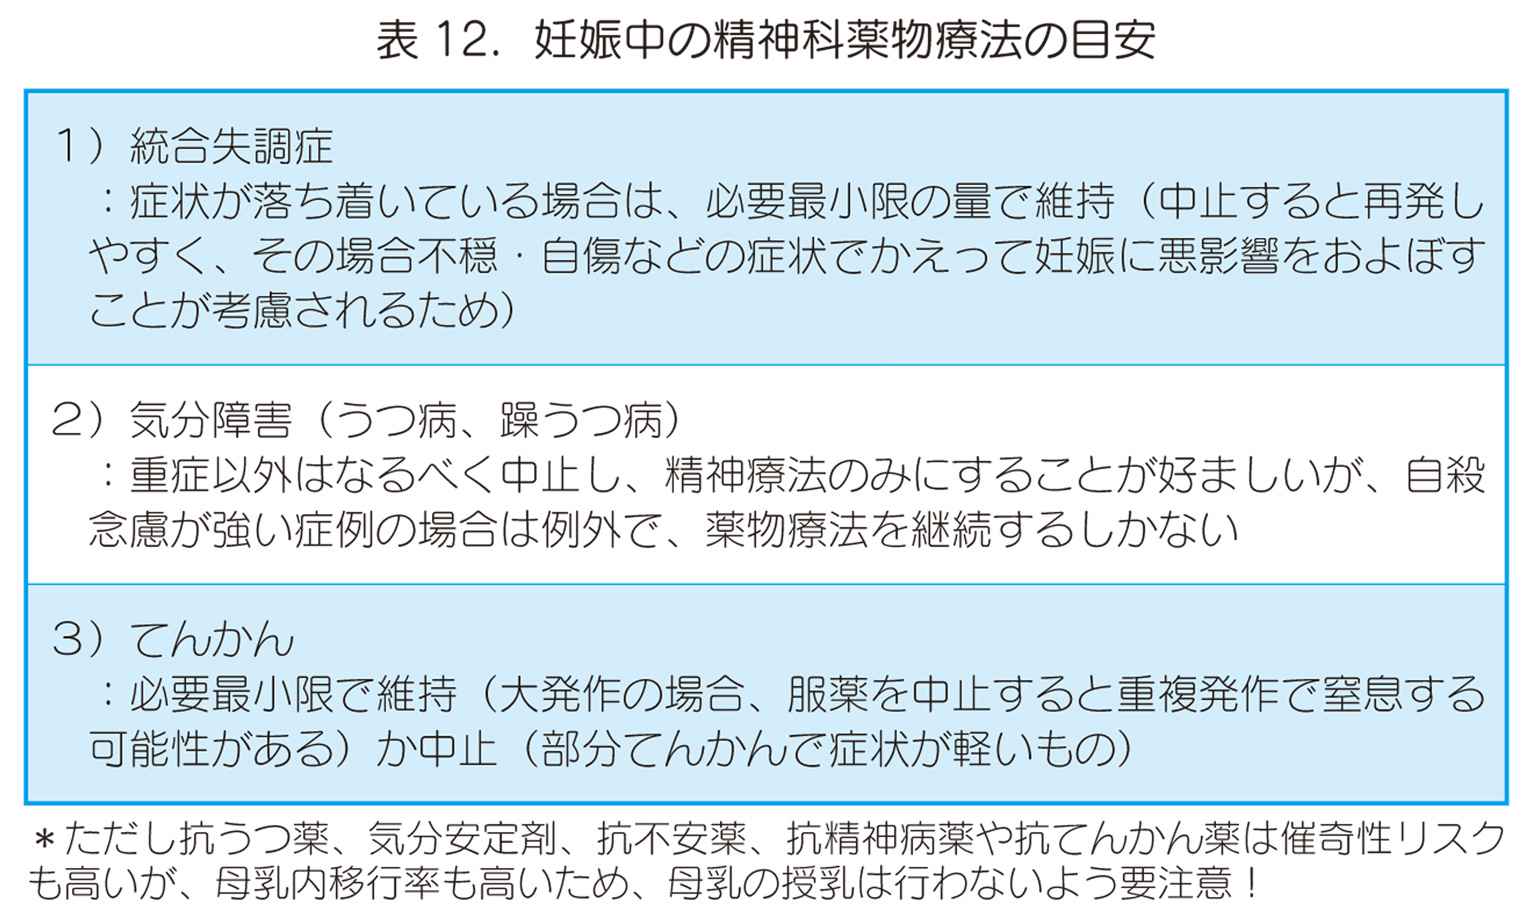 表 12．妊娠中の精神科薬物療法の目安
１）統合失調症
：症状が落ち着いている場合は、必要最小限の量で維持（中止すると再発し
やすく、その場合不穏・自傷などの症状でかえって妊娠に悪影響をおよぼす
ことが考慮されるため）
２）気分障害（うつ病、躁うつ病）
：重症以外はなるべく中止し、精神療法のみにすることが好ましいが、自殺
念慮が強い症例の場合は例外で、薬物療法を継続するしかない
３）てんかん
：必要最小限で維持（大発作の場合、服薬を中止すると重複発作で窒息する
可能性がある）か中止（部分てんかんで症状が軽いもの）
＊ただし抗うつ薬、気分安定剤、抗不安薬、抗精神病薬や抗てんかん薬は催奇性リスク
も高いが、母乳内移行率も高いため、母乳の授乳は行わないよう要注意！